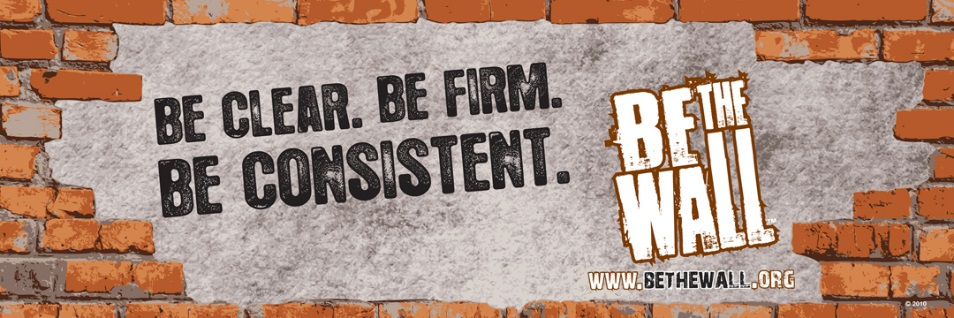 BE CLEAR. BE FIRM.
BE CONSISTENT.
BE THE
WALL
WWW.BETHEWALL.ORG
© 2010